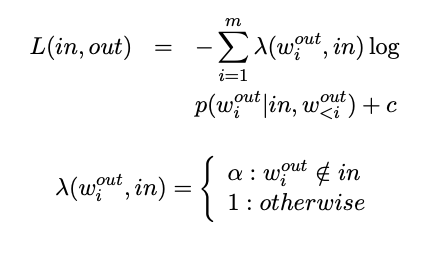 L(in, out) = −∑_{i=1}^{m} λ(w_i^{out}, in) log
p(w_i^{out}|in, w_{<i}^{out}) + c
λ(w_i^{out}, in) = { α : w_i^{out} ∉ in
1 : otherwise